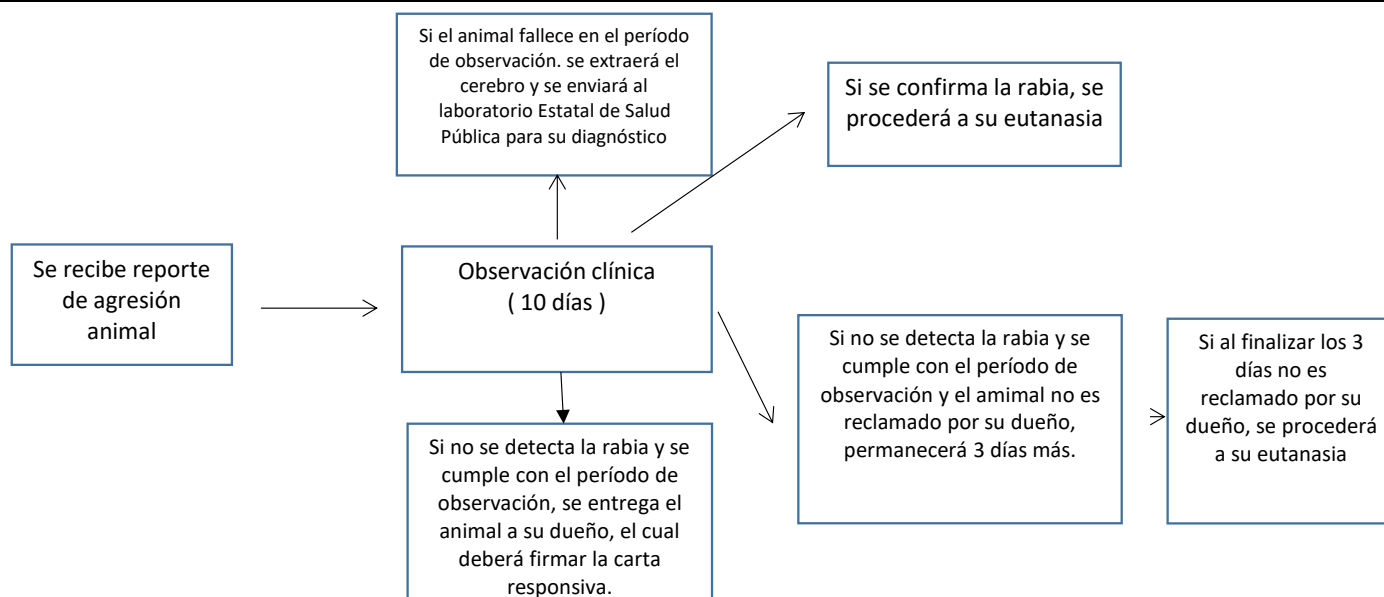 Si el animal fallece en el período
de observación. se extraerá el
cerebro y se enviará al
laboratorio Estatal de Salud
Pública para su diagnóstico
Si se confirma la rabia, se
procederá a su eutanasia
Se recibe reporte
de agresión
animal
Observación clínica
( 10 días )
Si no se detecta la rabia y se
cumple con el período de
observación y el amimal no es
reclamado por su dueño,
permanecerá 3 días más.
Si al finalizar los 3
días no es
reclamado por su
dueño, se procederá
a su eutanasia
Si no se detecta la rabia y se
cumple con el período de
observación, se entrega el
animal a su dueño, el cual
deberá firmar la carta
responsiva.